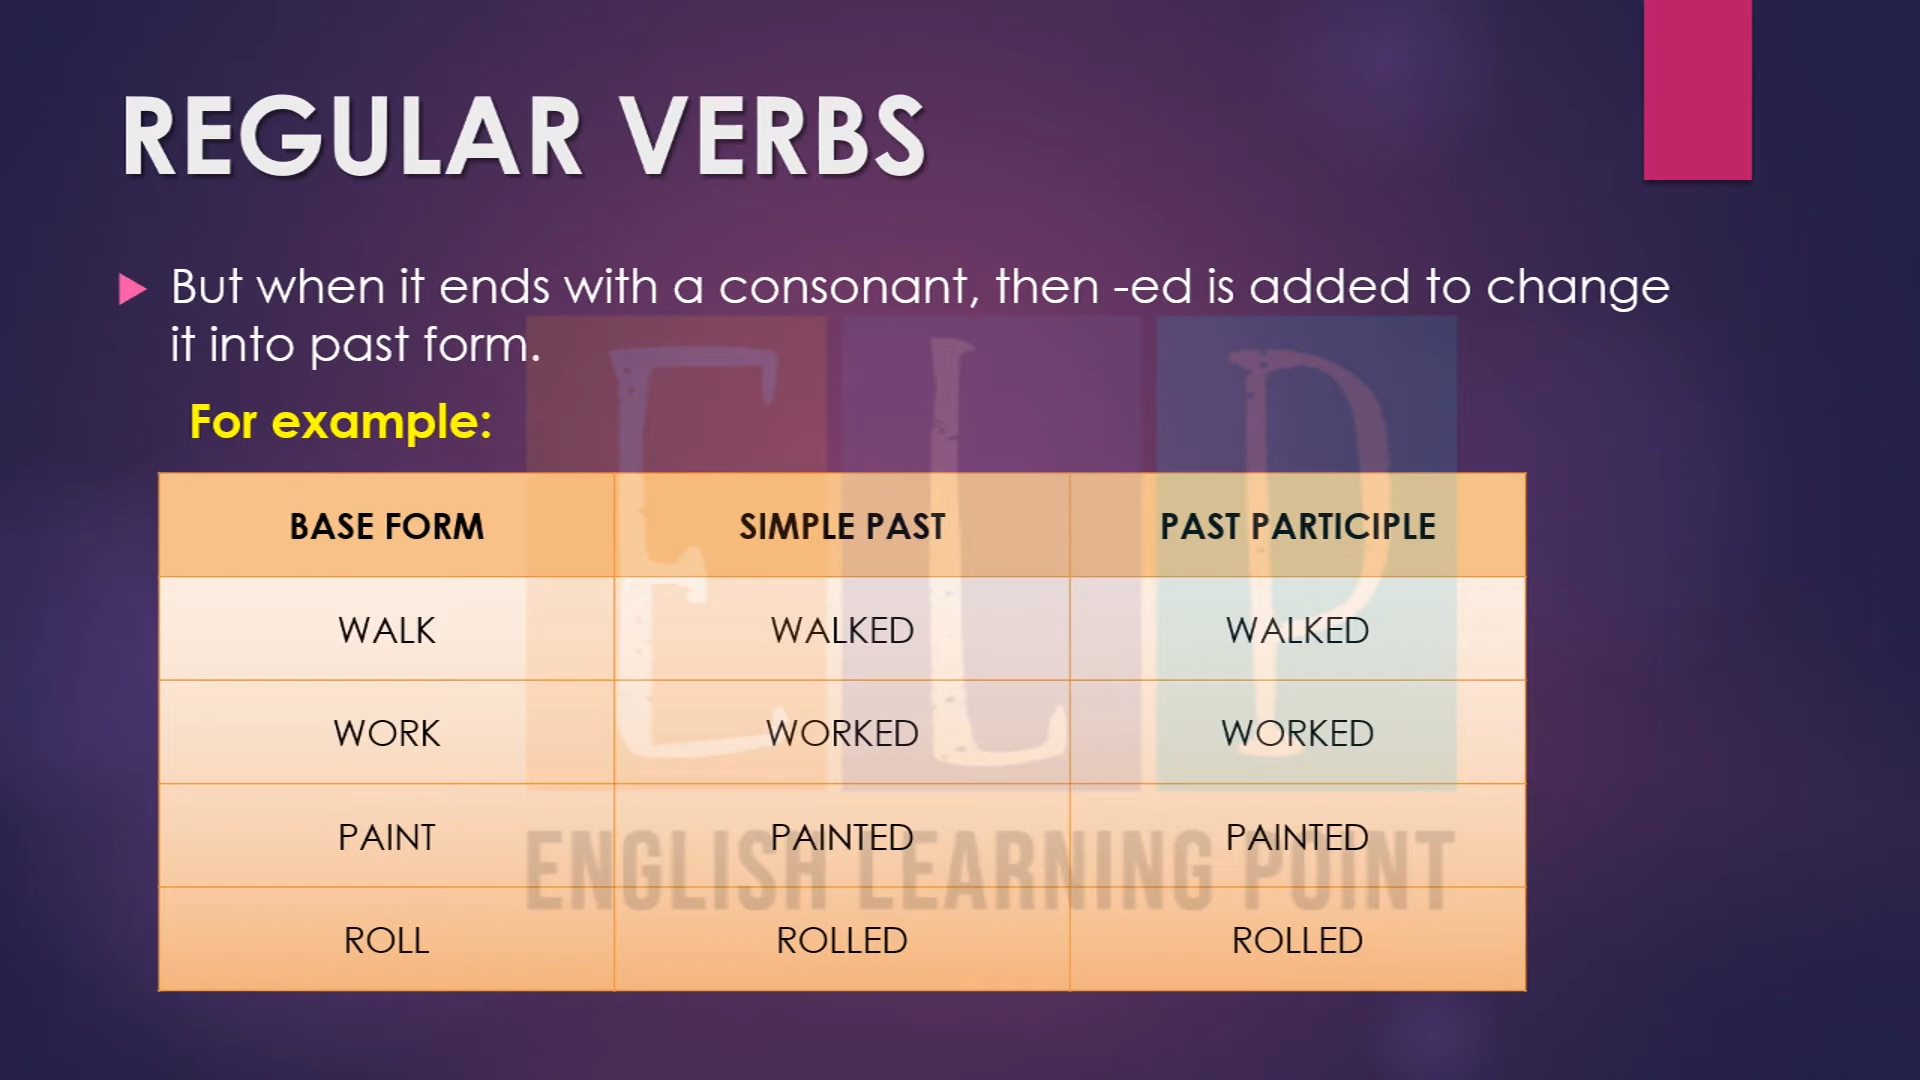 REGULAR VERBS
But when it ends with a consonant, then -ed is added to change
it into past form.
For example:
BASE FORM SIMPLE PAST PAST PARTICIPLE
WALK WALKED WALKED
WORK WORKED WORKED
PAINT PAINTED PAINTED
ROLL ROLLED ROLLED
ELP
ENGLISH LEARNING POINT